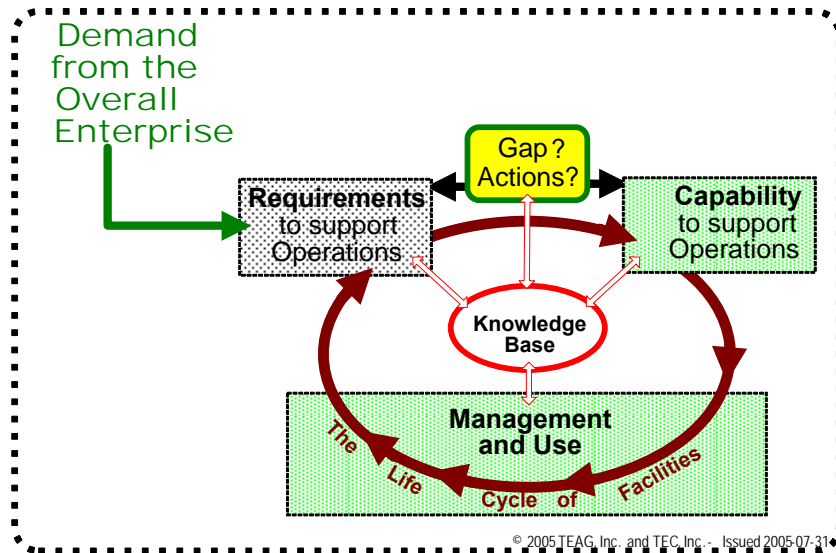 Demand
from the
Overall
Enterprise
Gap?
Actions?
Requirements
to support
Operations
Capability
to support
Operations
Knowledge
Base
Management
and Use
The Life Cycle of Facilities
© 2005 TEAG, Inc. and TEC, Inc. - Issued 2005-07-31